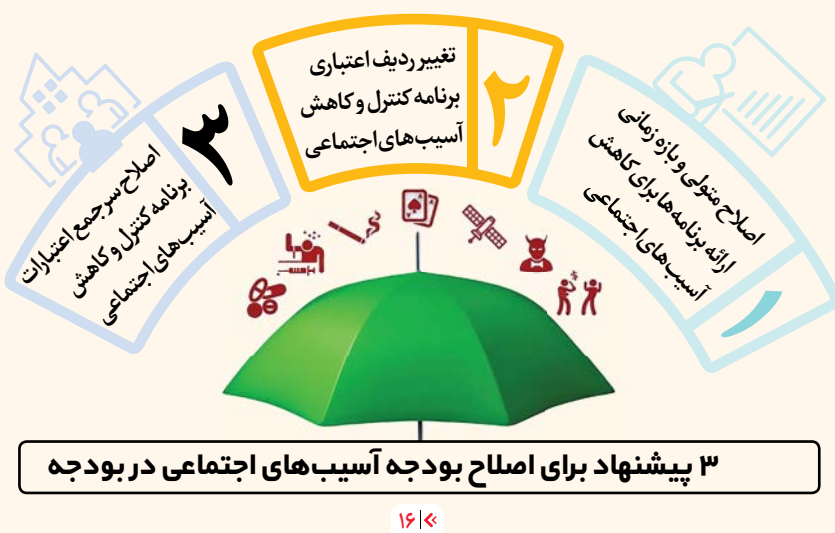 ۱
اصلاح متولی و بازه زمانی
ارائه برنامه‌ها برای کاهش
آسیب‌های اجتماعی
۲
تغییر ردیف اعتباری
برنامه کنترل و کاهش
آسیب‌های اجتماعی
۳
اصلاح سرجمع اعتبارات
برنامه کنترل و کاهش
آسیب‌های اجتماعی
۳ پیشنهاد برای اصلاح بودجه آسیب‌های اجتماعی در بودجه
۱۶